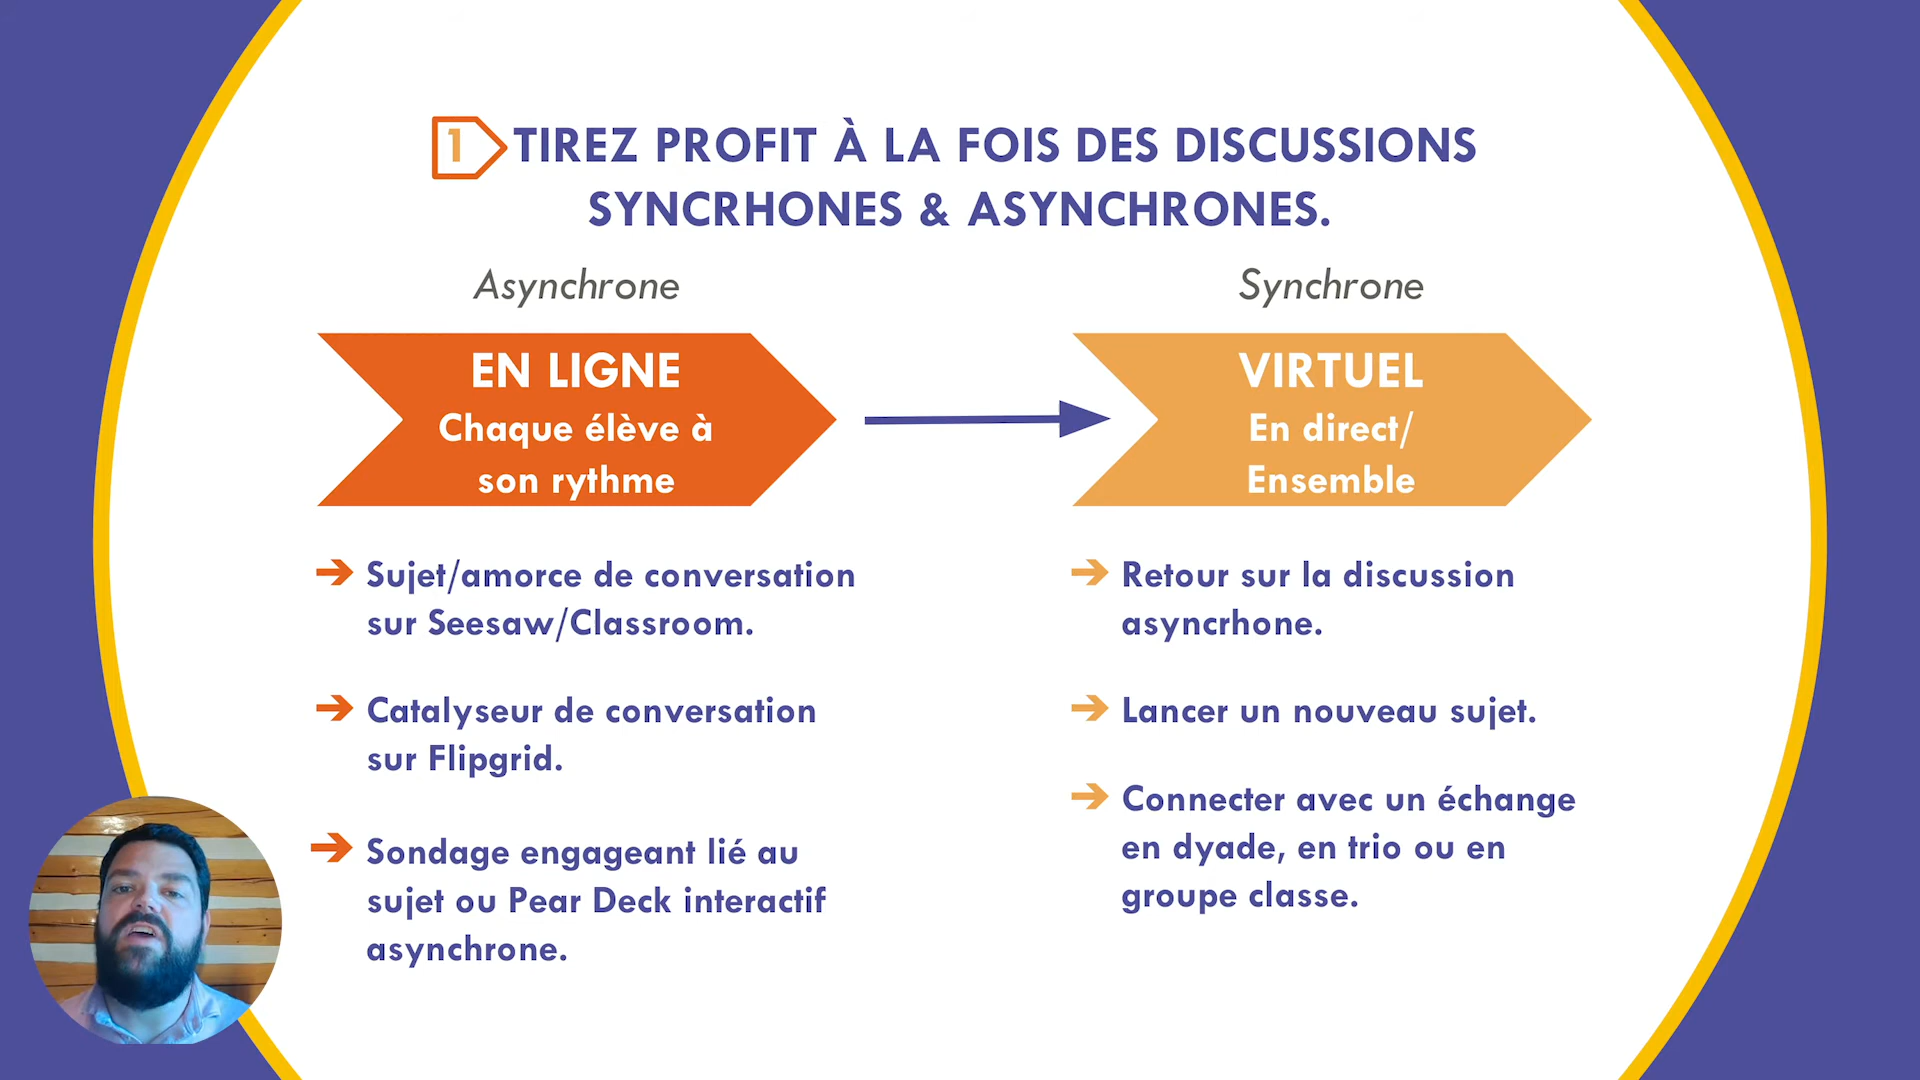 1 TIREZ PROFIT À LA FOIS DES DISCUSSIONS
SYNCRHONES & ASYNCHRONES.
Asynchrone
EN LIGNE
Chaque élève à
son rythme
Sujet/amorce de conversation
sur Seesaw/Classroom.
Catalyseur de conversation
sur Flipgrid.
Sondage engageant lié au
sujet ou Pear Deck interactif
asynchrone.
Synchrone
VIRTUEL
En direct/
Ensemble
Retour sur la discussion
asyncrhone.
Lancer un nouveau sujet.
Connecter avec un échange
en dyade, en trio ou en
groupe classe.